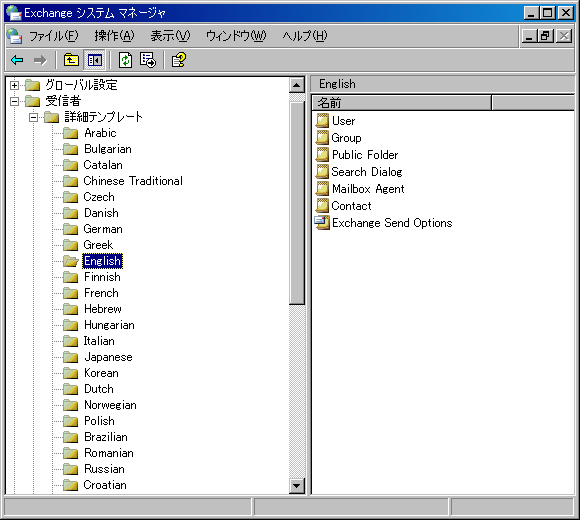 Exchange システム マネージャ
ファイル(F) 操作(A) 表示(V) ウィンドウ(W) ヘルプ(H)
グローバル設定
受信者
詳細テンプレート
Arabic
Bulgarian
Catalan
Chinese Traditional
Czech
Danish
German
Greek
English
Finnish
French
Hebrew
Hungarian
Italian
Japanese
Korean
Dutch
Norwegian
Polish
Brazilian
Romanian
Russian
Croatian
English
名前
User
Group
Public Folder
Search Dialog
Mailbox Agent
Contact
Exchange Send Options